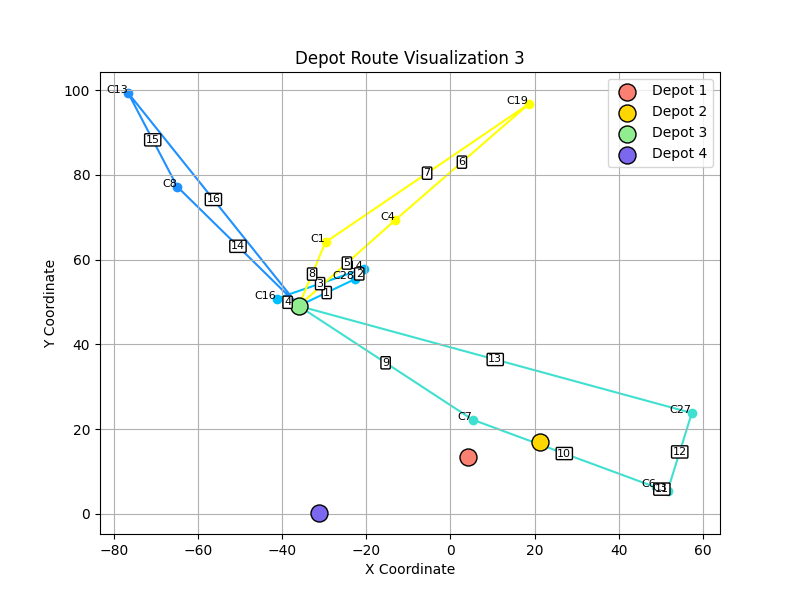 Depot Route Visualization 3
100
80
60
40
20
0
Y Coordinate
−80
−60
−40
−20
0
20
40
60
X Coordinate
Depot 1
Depot 2
Depot 3
Depot 4
C13
C19
15
7
6
C8
16
C4
C1
14
8
5
C28
2
3
1
C16
4
13
9
C27
C7
10
12
C6
11